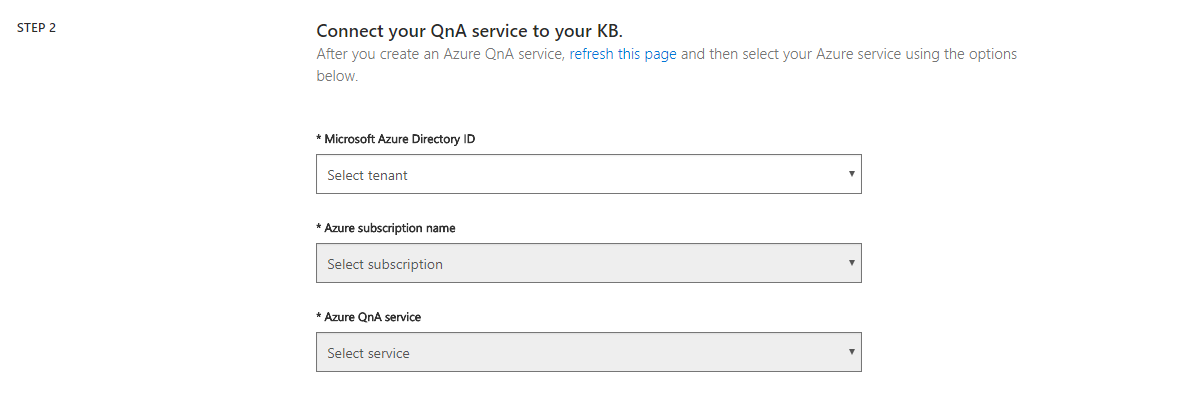 STEP 2
Connect your QnA service to your KB.
After you create an Azure QnA service, refresh this page and then select your Azure service using the options
below.
* Microsoft Azure Directory ID
Select tenant
* Azure subscription name
Select subscription
* Azure QnA service
Select service